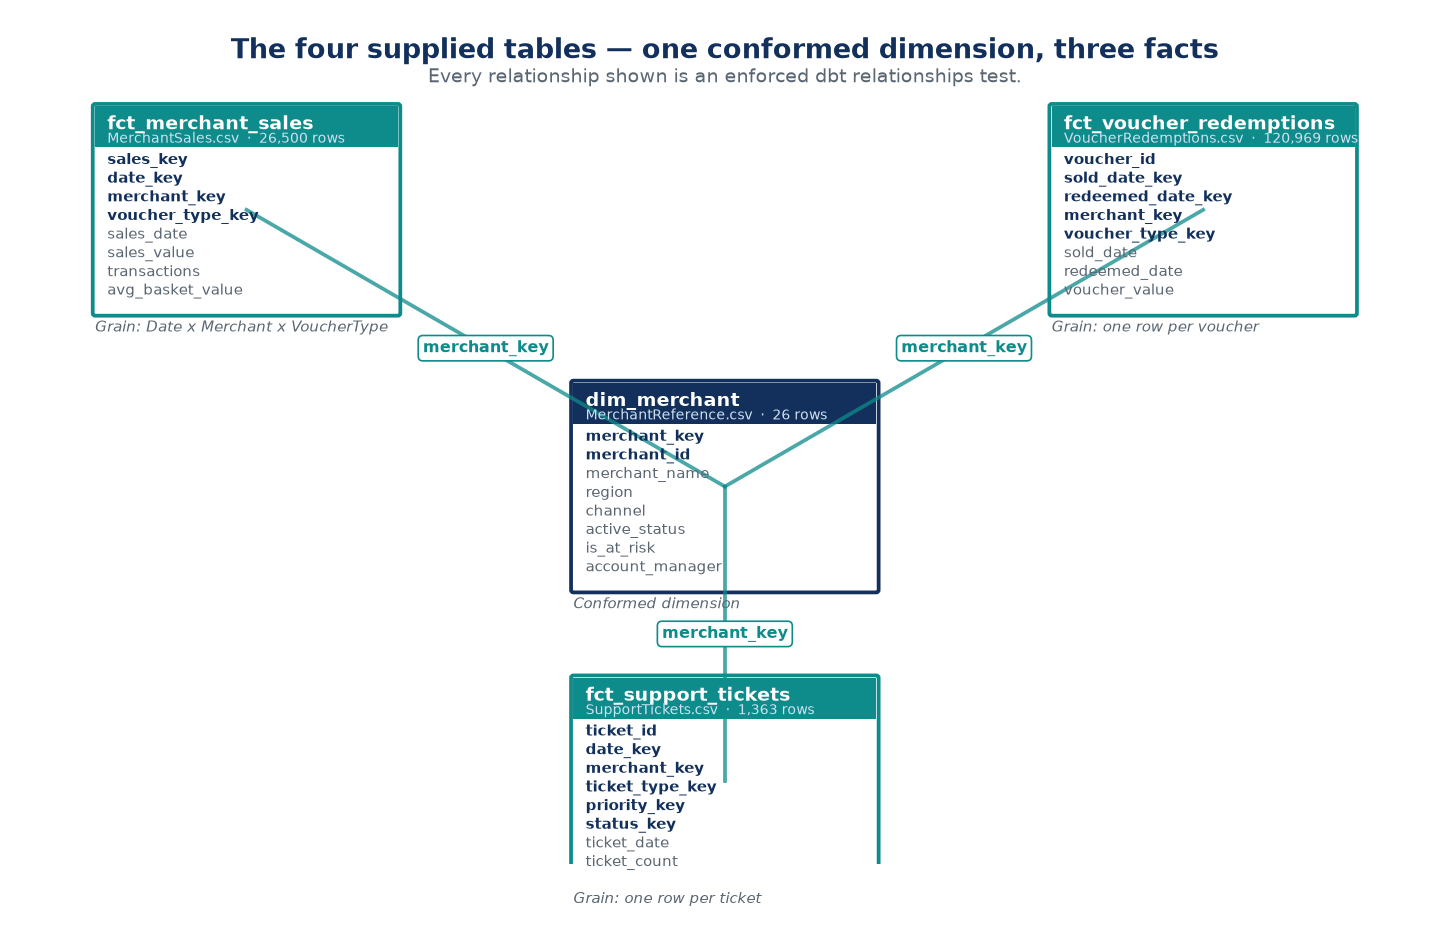 The four supplied tables — one conformed dimension, three facts
Every relationship shown is an enforced dbt relationships test.
fct_merchant_sales
MerchantSales.csv · 26,500 rows
sales_key
date_key
merchant_key
voucher_type_key
sales_date
sales_value
transactions
avg_basket_value
Grain: Date x Merchant x VoucherType
fct_voucher_redemptions
VoucherRedemptions.csv · 120,969 rows
voucher_id
sold_date_key
redeemed_date_key
merchant_key
voucher_type_key
sold_date
redeemed_date
voucher_value
Grain: one row per voucher
merchant_key
merchant_key
dim_merchant
MerchantReference.csv · 26 rows
merchant_key
merchant_id
merchant_name
region
channel
active_status
is_at_risk
account_manager
Conformed dimension
merchant_key
fct_support_tickets
SupportTickets.csv · 1,363 rows
ticket_id
date_key
merchant_key
ticket_type_key
priority_key
status_key
ticket_date
ticket_count
Grain: one row per ticket